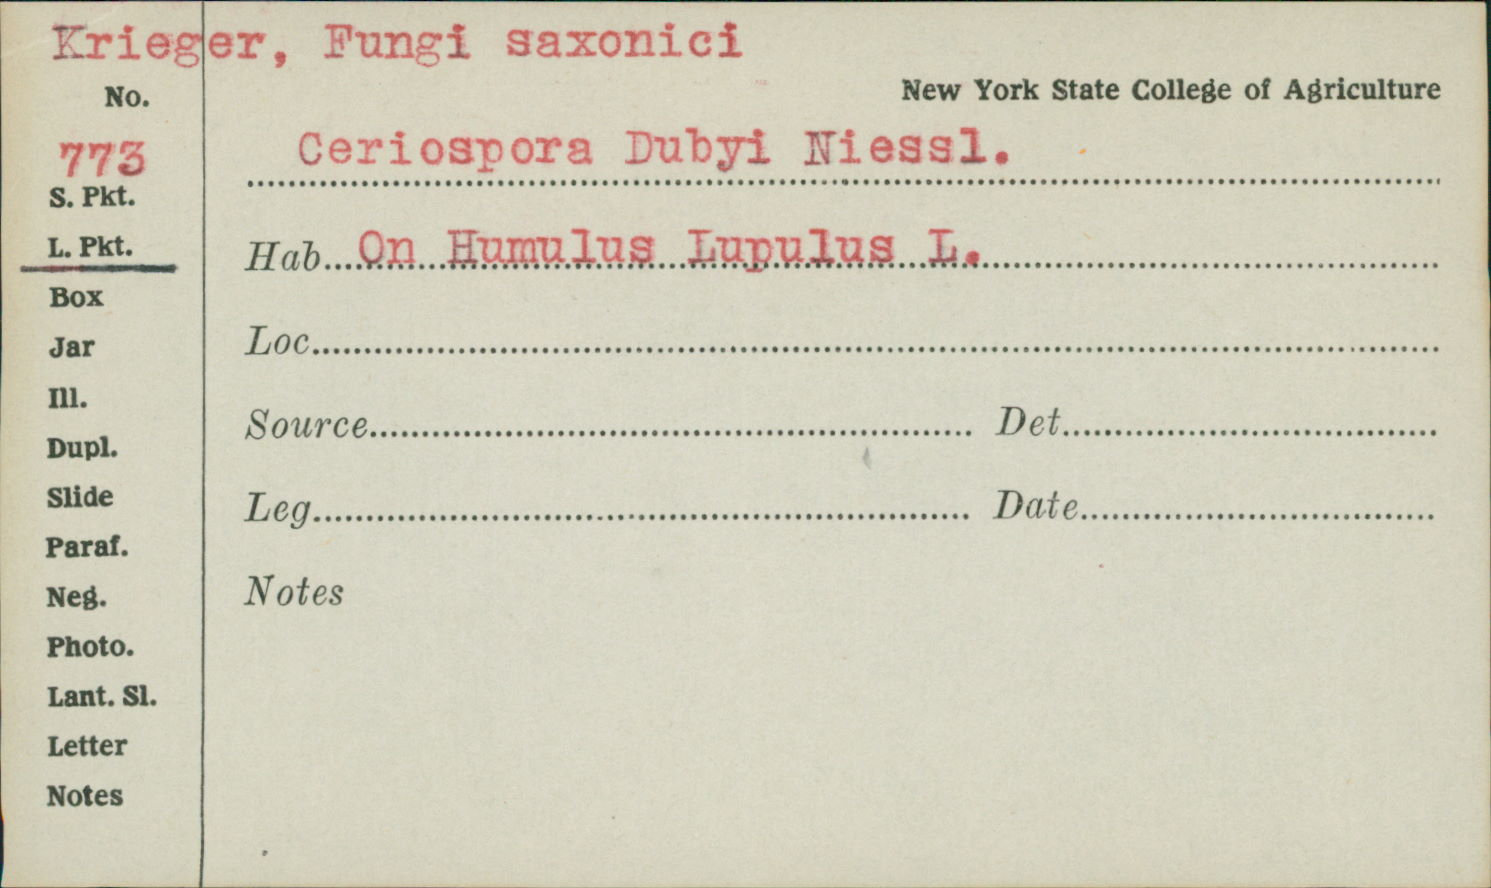 Krieger, Fungi saxonici
No.
New York State College of Agriculture
773
Ceriospora Dubyi Niessl.
S. Pkt.
L. Pkt.
Hab. On Humulus Lupulus L.
Box
Jar
Loc.
Ill.
Source
Det.
Dupl.
Slide
Leg.
Date
Paraf.
Neg.
Notes
Photo.
Lant. Sl.
Letter
Notes